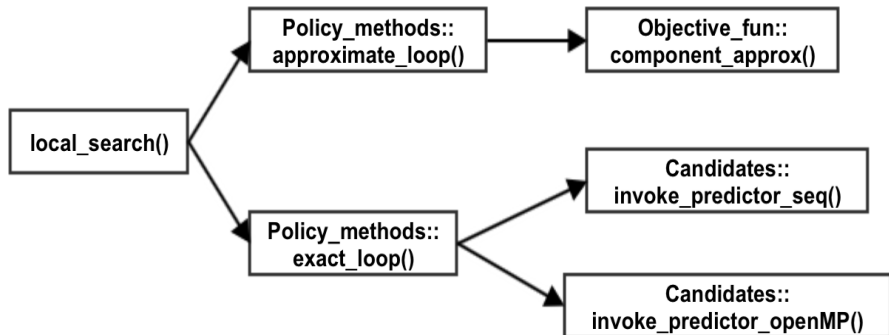 Policy_methods::
approximate_loop()
Objective_fun::
component_approx()
local_search()
Candidates::
invoke_predictor_seq()
Policy_methods::
exact_loop()
Candidates::
invoke_predictor_openMP()